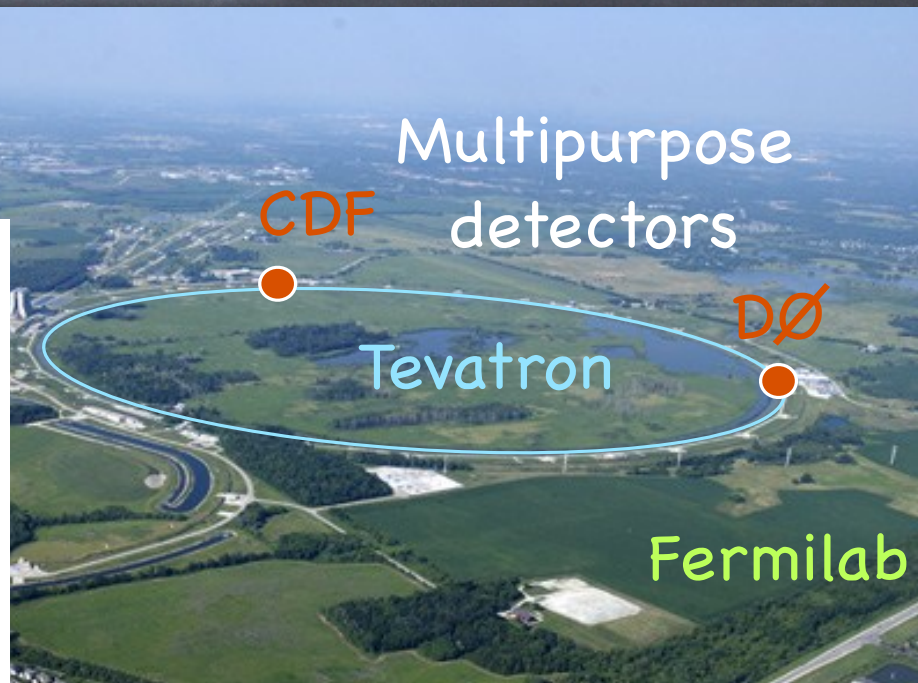 Multipurpose
detectors
CDF
DØ
Tevatron
Fermilab